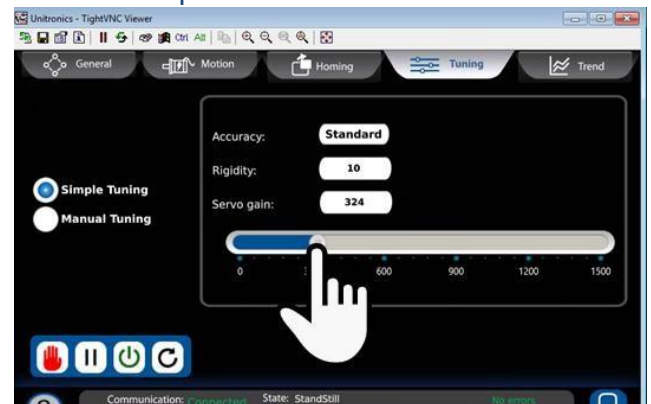 Unitronics - TightVNC Viewer
Ctrl Alt
General Motion Homing Tuning Trend
Accuracy: Standard
Rigidity: 10
Simple Tuning
Servo gain: 324
Manual Tuning
0 600 900 1200 1500
Communication: Connected State: StandStill No errors